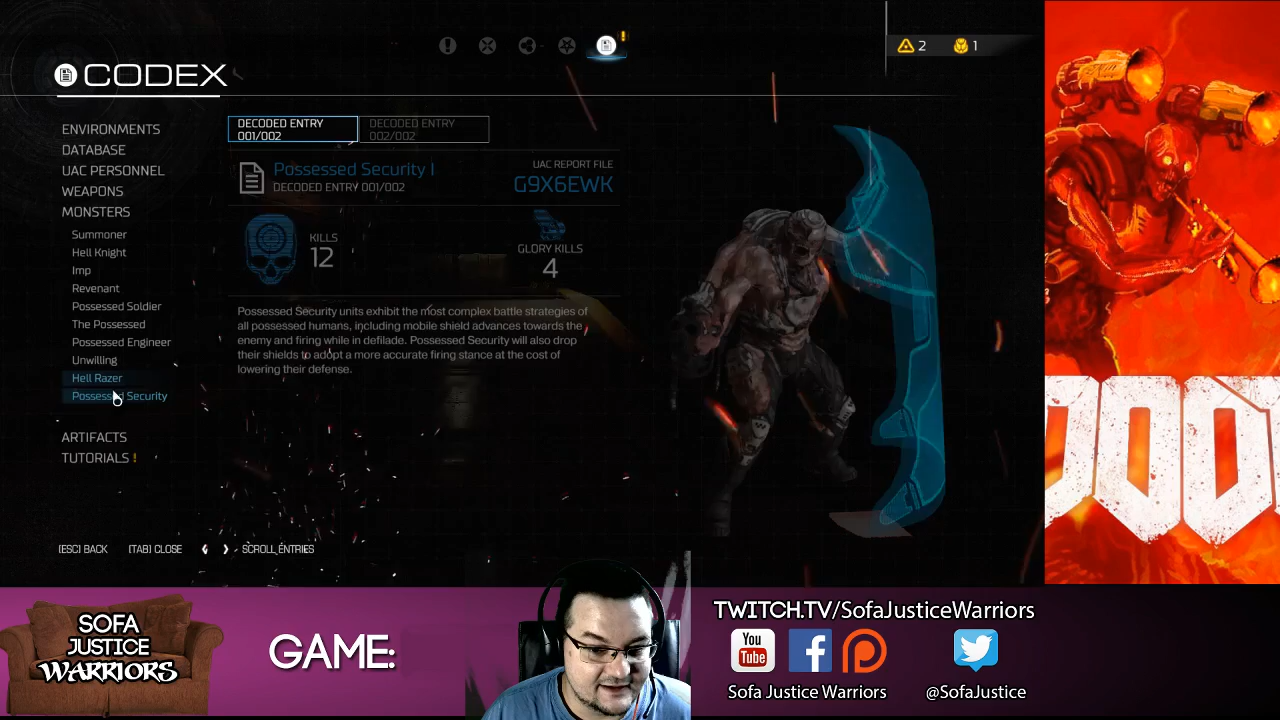 2
1
CODEX
ENVIRONMENTS
DATABASE
UAC PERSONNEL
WEAPONS
MONSTERS
Summoner
Hell Knight
Imp
Revenant
Possessed Soldier
The Possessed
Possessed Engineer
Unwilling
Hell Razer
Possessed Security
ARTIFACTS
TUTORIALS !
DECODED ENTRY
001/002
DECODED ENTRY
002/002
Possessed Security I
DECODED ENTRY 001/002
UAC REPORT FILE
G9X6EWK
KILLS
12
GLORY KILLS
4
Possessed Security units exhibit the most complex battle strategies of
all possessed humans, including mobile shield advances towards the
enemy and firing while in defilade. Possessed Security will also drop
their shields to adopt a more accurate firing stance at the cost of
lowering their defense.
[ESC] BACK [TAB] CLOSE - SCROLL ENTRIES
SOFA
JUSTICE
WARRIORS
GAME:
TWITCH.TV/SofaJusticeWarriors
You
Tube
Sofa Justice Warriors
@SofaJustice
DOO